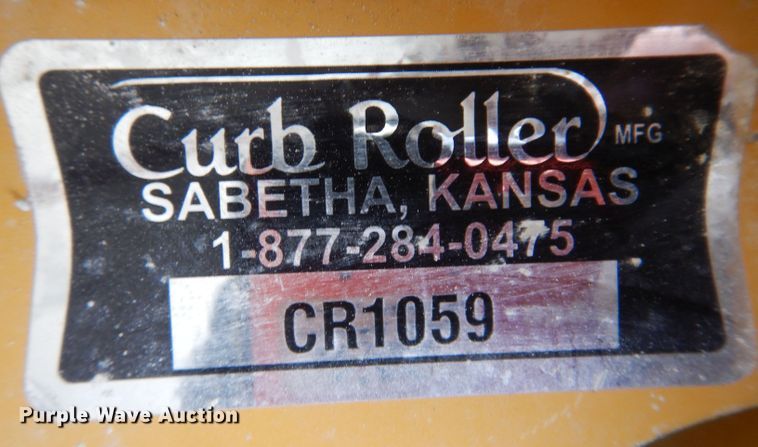 Curb Roller MFG
SABETHA, KANSAS
1-877-284-0475
CR1059
Purple Wave Auction